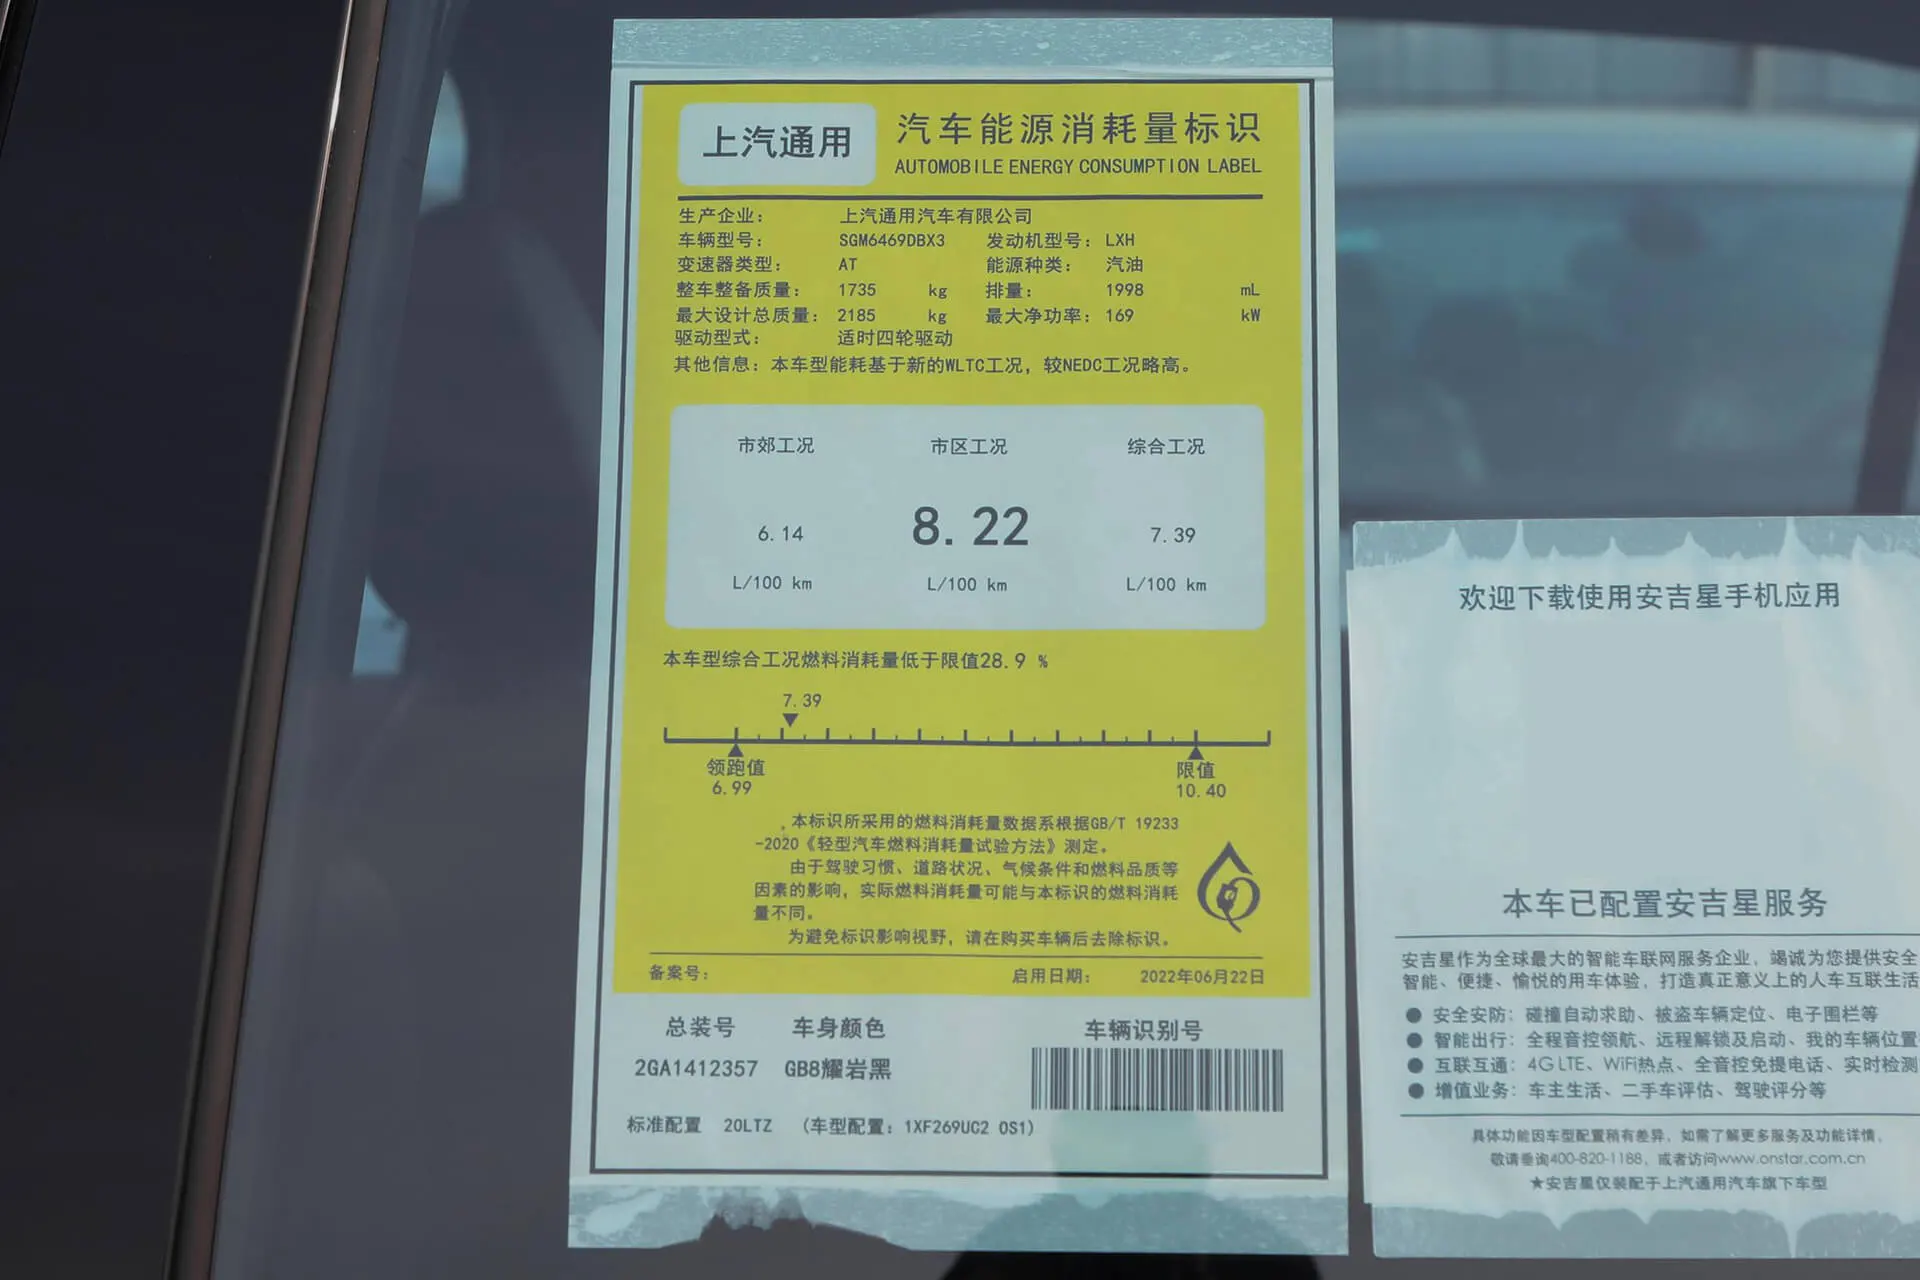 上汽通用
汽车能源消耗量标识
AUTOMOBILE ENERGY CONSUMPTION LABEL
生产企业: 上汽通用汽车有限公司
车辆型号: SGM6469DBX3 发动机型号: LXH
变速器类型: AT 能源种类: 汽油
整车整备质量: 1735 kg 排量: 1998 mL
最大设计总质量: 2185 kg 最大净功率: 169 kW
驱动型式: 适时四轮驱动
其他信息: 本车型能耗基于新的WLTC工况，较NEDC工况略高。
市郊工况 市区工况 综合工况
6.14 8.22 7.39
L/100 km L/100 km L/100 km
本车型综合工况燃料消耗量低于限值28.9 %
7.39
领跑值 限值
6.99 10.40
本标识所采用的燃料消耗量数据系根据GB/T 19233
-2020《轻型汽车燃料消耗量试验方法》测定。
由于驾驶习惯、道路状况、气候条件和燃料品质等
因素的影响，实际燃料消耗量可能与本标识的燃料消耗
量不同。
为避免标识影响视野，请在购买车辆后去除标识。
备案号: 启用日期: 2022年06月22日
总装号 车身颜色 车辆识别号
2GA1412357 GB8耀岩黑
标准配置 20LTZ (车型配置: 1XF269UG2 OS1)
欢迎下载使用安吉星手机应用
本车已配置安吉星服务
安吉星作为全球最大的智能车联网服务企业，竭诚为您提供安全
智能、便捷、愉悦的用车体验，打造真正意义上的人车互联生活
● 安全安防: 碰撞自动求助、被盗车辆定位、电子围栏等
● 智能出行: 全程音控领航、远程解锁及启动、我的车辆位置
● 互联互通: 4G LTE、WiFi热点、全音控免提电话、实时检测
● 增值业务: 车主生活、二手车评估、驾驶评分等
具体功能因车型配置稍有差异，如需了解更多服务及功能详情，
敬请垂询400-820-1188，或者访问www.onstar.com.cn
★安吉星仅装配于上汽通用汽车旗下车型